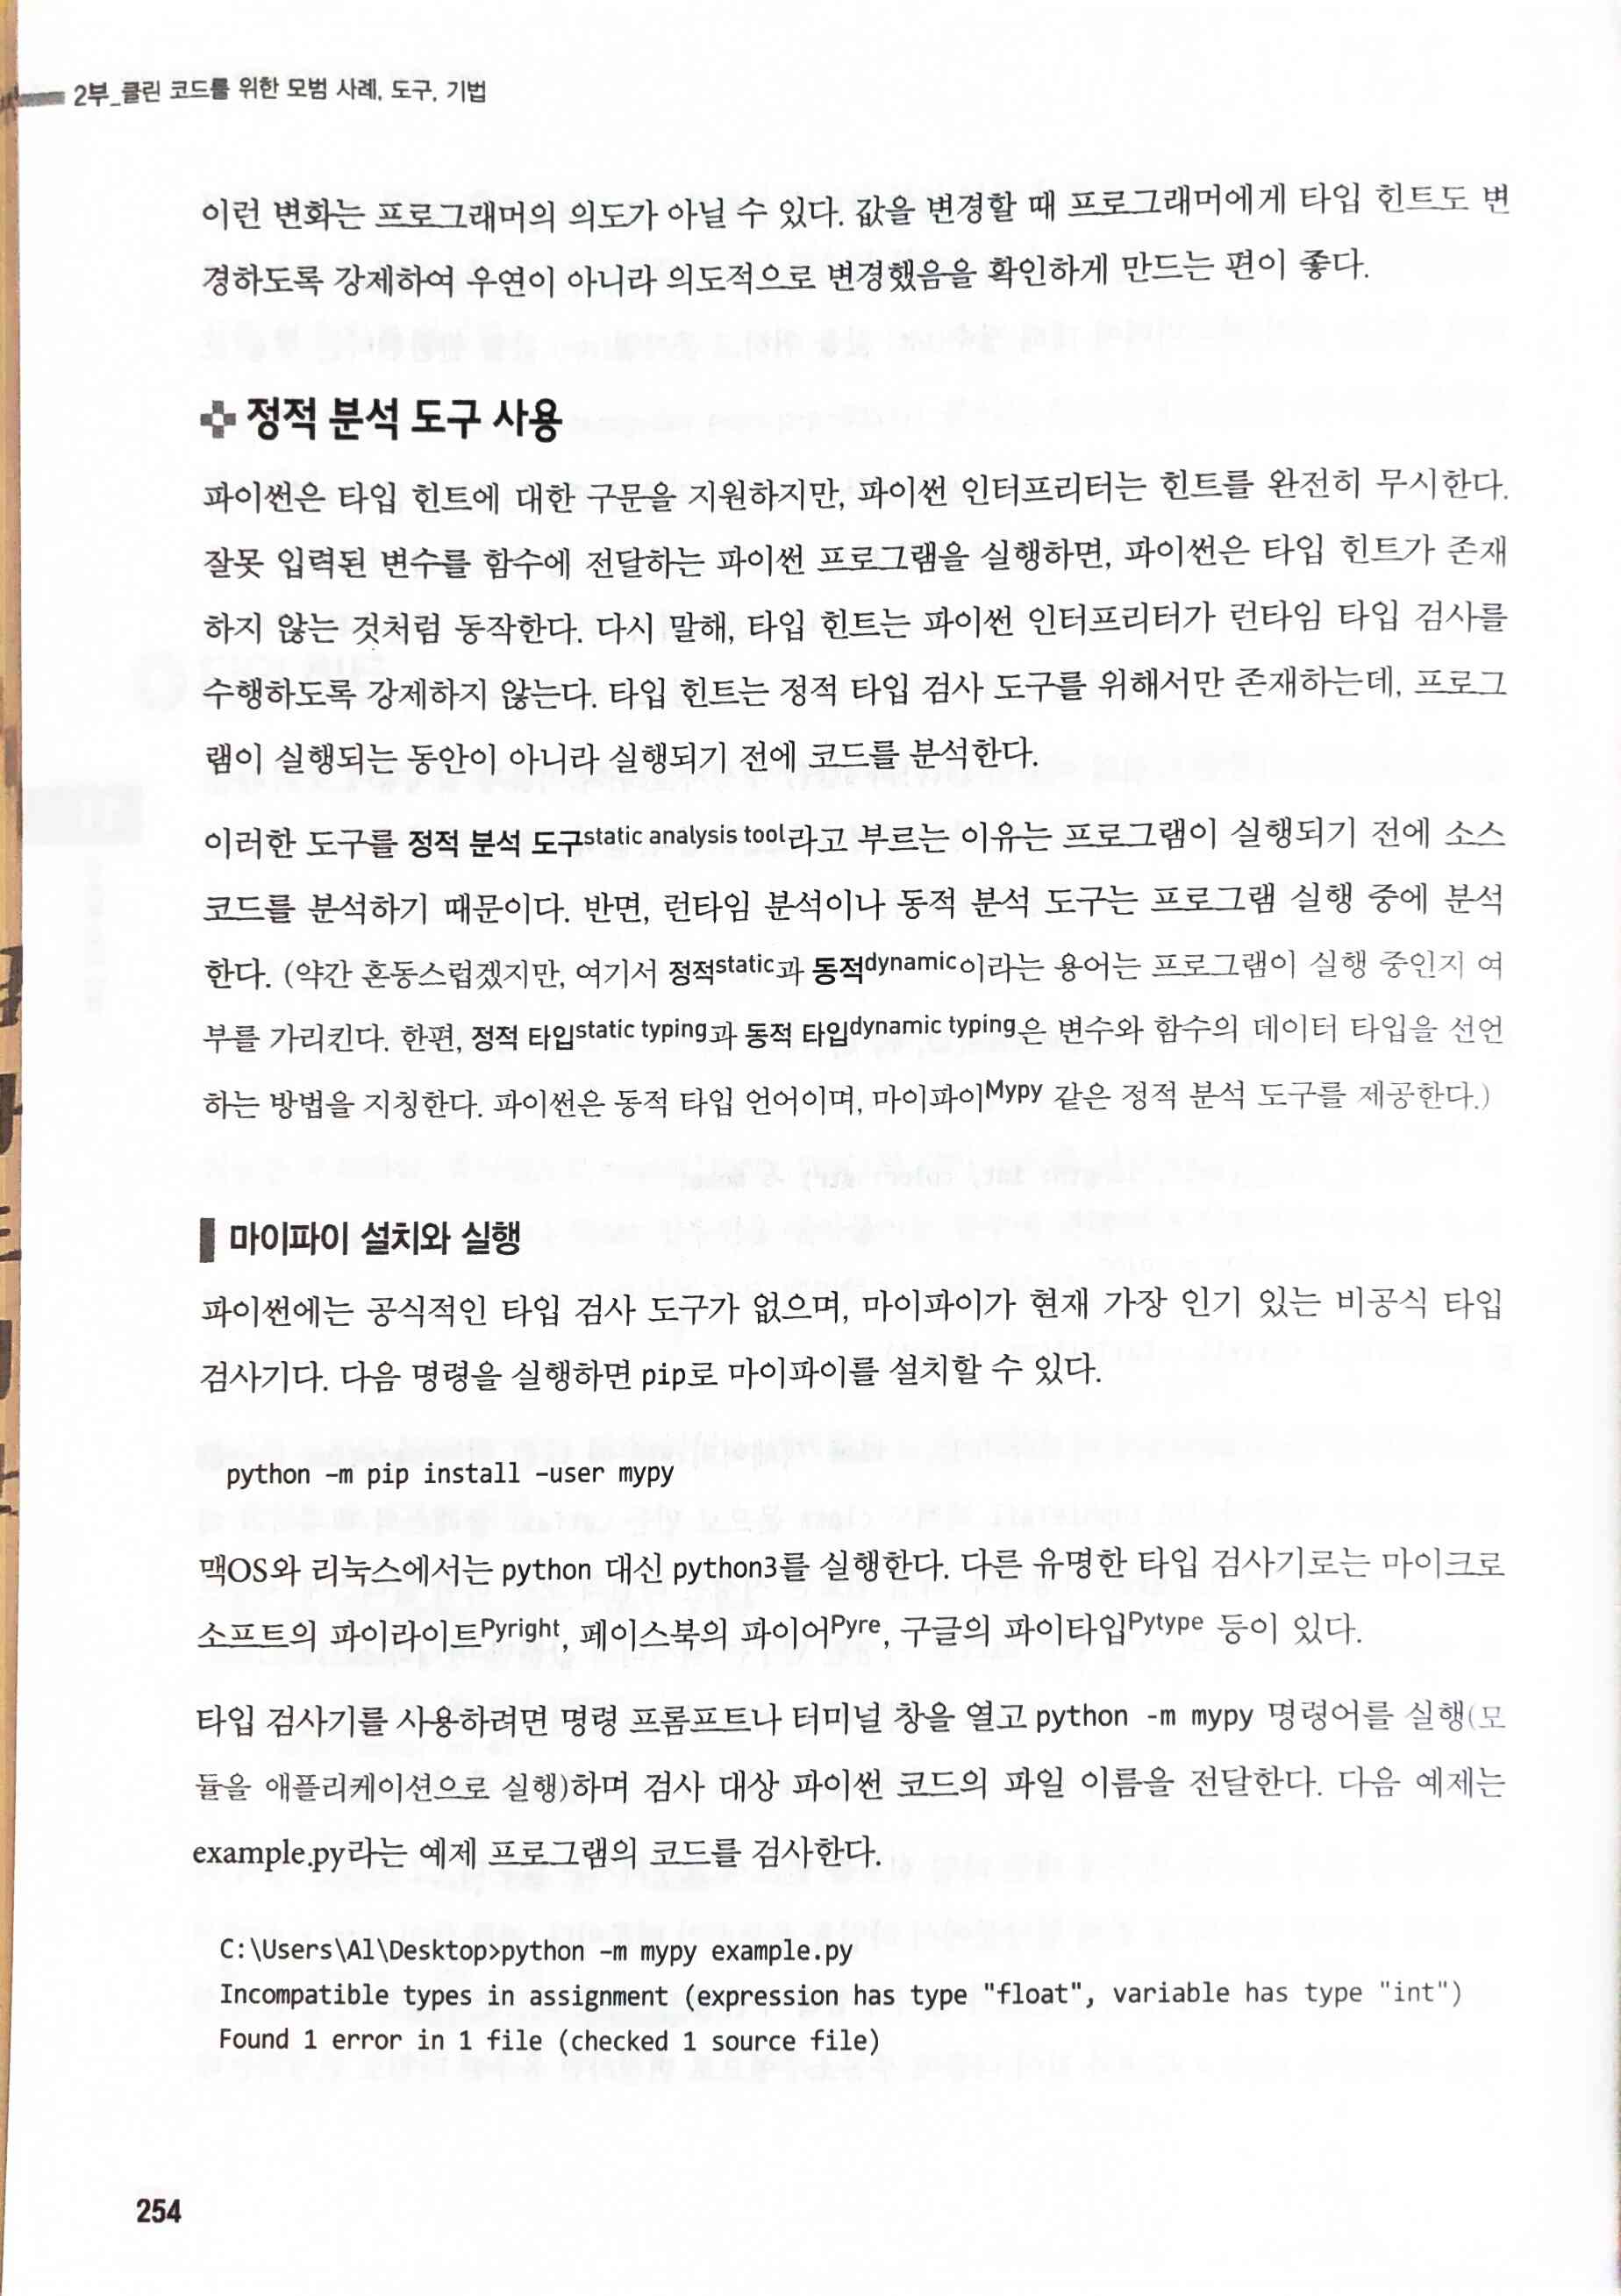 2부_클린 코드를 위한 모범 사례, 도구, 기법
이런 변화는 프로그래머의 의도가 아닐 수 있다. 값을 변경할 때 프로그래머에게 타입 힌트도 변
경하도록 강제하여 우연이 아니라 의도적으로 변경했음을 확인하게 만드는 편이 좋다.
정적 분석 도구 사용
파이썬은 타입 힌트에 대한 구문을 지원하지만, 파이썬 인터프리터는 힌트를 완전히 무시한다.
잘못 입력된 변수를 함수에 전달하는 파이썬 프로그램을 실행하면, 파이썬은 타입 힌트가 존재
하지 않는 것처럼 동작한다. 다시 말해, 타입 힌트는 파이썬 인터프리터가 런타임 타입 검사를
수행하도록 강제하지 않는다. 타입 힌트는 정적 타입 검사 도구를 위해서만 존재하는데, 프로그
램이 실행되는 동안이 아니라 실행되기 전에 코드를 분석한다.
이러한 도구를 정적 분석 도구static analysis tool라고 부르는 이유는 프로그램이 실행되기 전에 소스
코드를 분석하기 때문이다. 반면, 런타임 분석이나 동적 분석 도구는 프로그램 실행 중에 분석
한다. (약간 혼동스럽겠지만, 여기서 정적static과 동적dynamic이라는 용어는 프로그램이 실행 중인지 여
부를 가리킨다. 한편, 정적 타입static typing과 동적 타입dynamic typing은 변수와 함수의 데이터 타입을 선언
하는 방법을 지칭한다. 파이썬은 동적 타입 언어이며, 마이파이Mypy 같은 정적 분석 도구를 제공한다.)
마이파이 설치와 실행
파이썬에는 공식적인 타입 검사 도구가 없으며, 마이파이가 현재 가장 인기 있는 비공식 타입
검사기다. 다음 명령을 실행하면 pip로 마이파이를 설치할 수 있다.
python –m pip install –user mypy
맥OS와 리눅스에서는 python 대신 python3를 실행한다. 다른 유명한 타입 검사기로는 마이크로
소프트의 파이라이트Pyright, 페이스북의 파이어Pyre, 구글의 파이타입Pytype 등이 있다.
타입 검사기를 사용하려면 명령 프롬프트나 터미널 창을 열고 python -m mypy 명령어를 실행(모
듈을 애플리케이션으로 실행)하며 검사 대상 파이썬 코드의 파일 이름을 전달한다. 다음 예제는
example.py라는 예제 프로그램의 코드를 검사한다.
C:\Users\Al\Desktop>python –m mypy example.py
Incompatible types in assignment (expression has type "float", variable has type "int")
Found 1 error in 1 file (checked 1 source file)
254